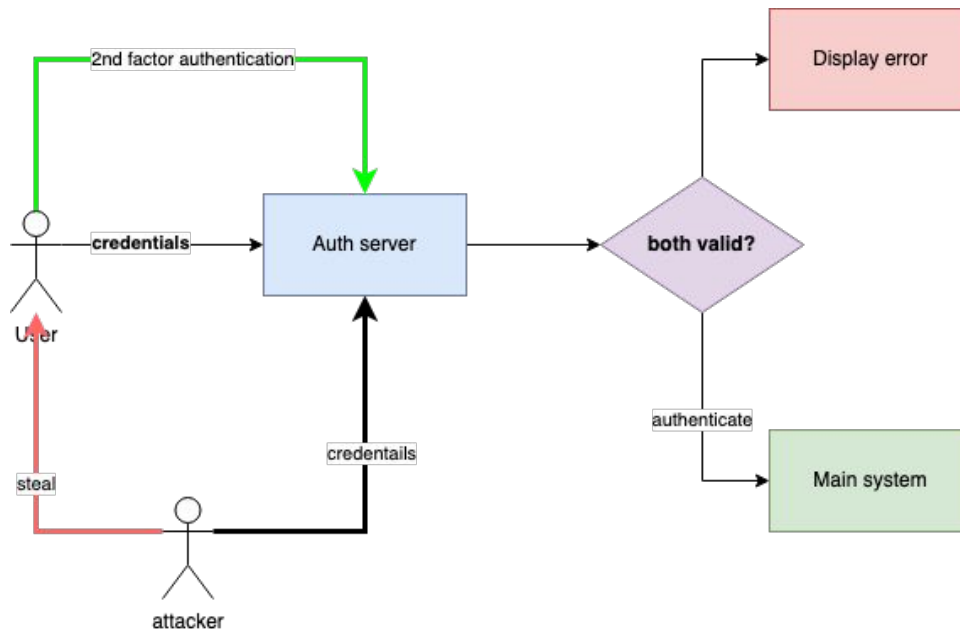 2nd factor authentication
Display error
credentials
Auth server
both valid?
User
authenticate
credentails
steal
Main system
attacker